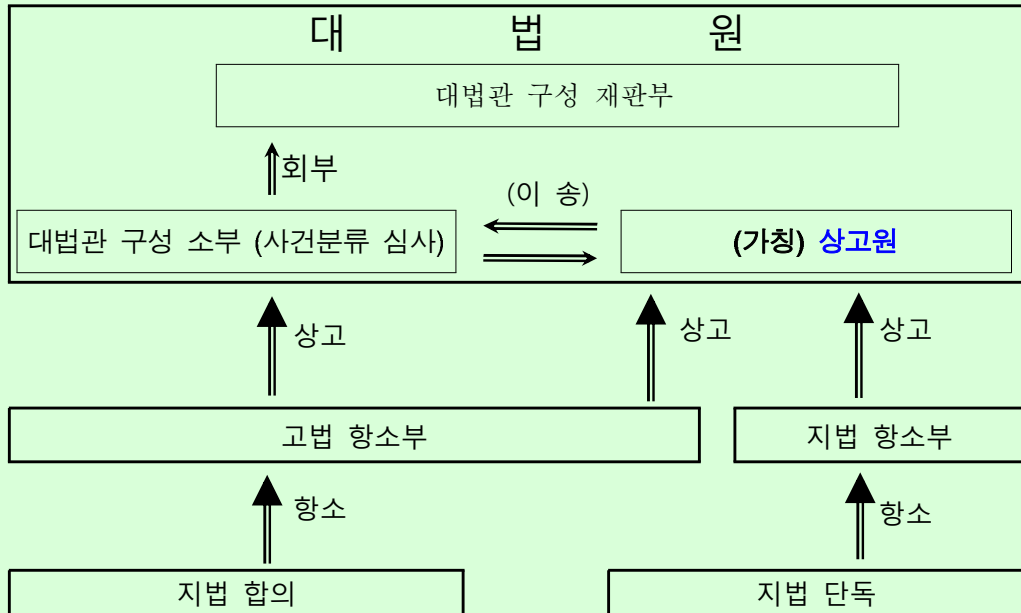 대 법 원
대법관 구성 재판부
회부
(이 송)
대법관 구성 소부 (사건분류 심사)
(가칭) 상고원
상고
상고
상고
고법 항소부
지법 항소부
항소
항소
지법 합의
지법 단독